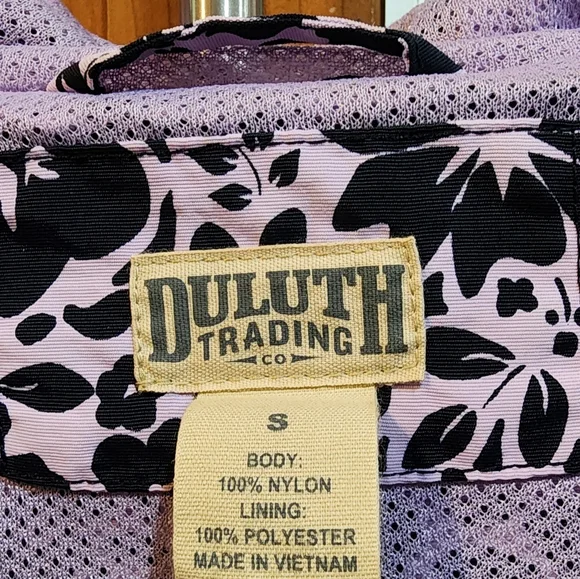 DULUTH
TRADING
CO
S
BODY:
100% NYLON
LINING:
100% POLYESTER
MADE IN VIETNAM